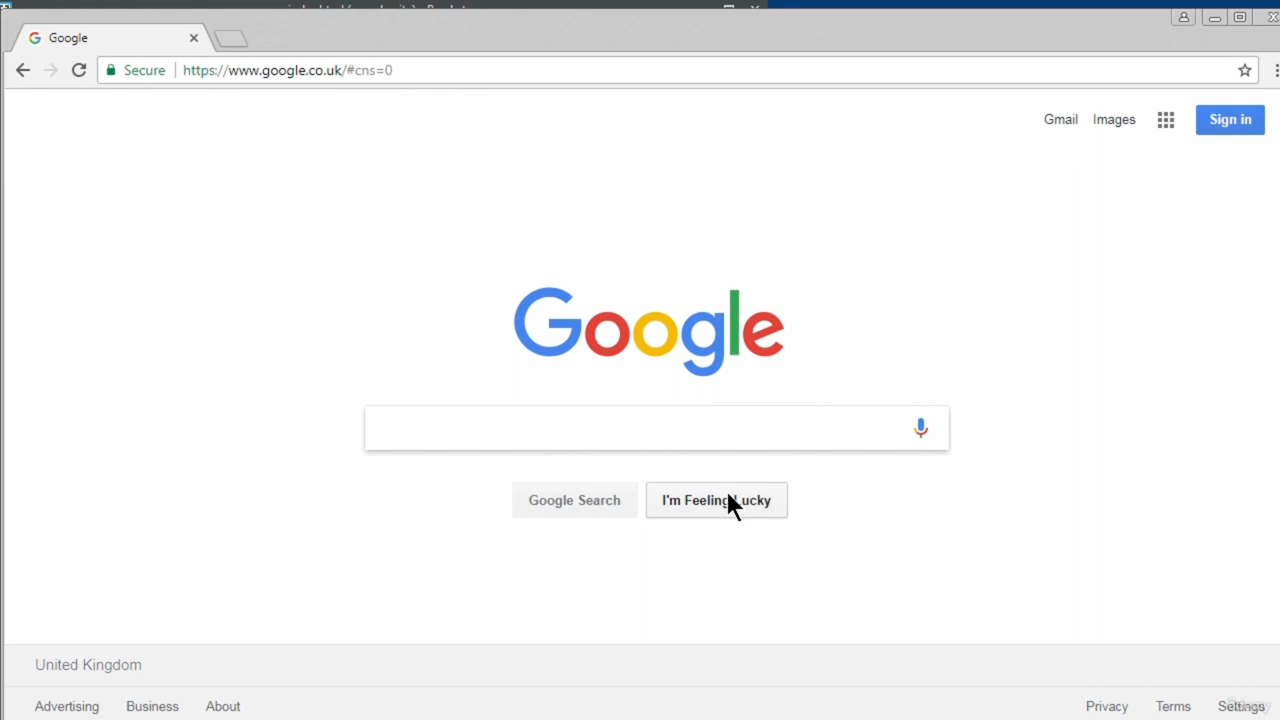 Google
Secure https://www.google.co.uk/#cns=0
Gmail Images Sign in
Google
Google Search I'm Feeling Lucky
United Kingdom
Advertising Business About Privacy Terms Settings